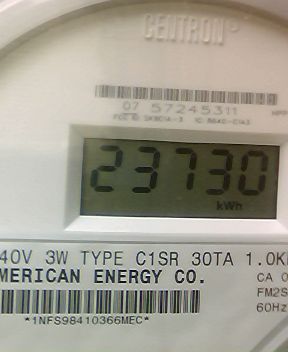 CENTRON®
07 57245311
23730
kWh
40V 3W TYPE C1SR 30TA 1.0K
MERICAN ENERGY CO.
CA 0
FM2S
60Hz
*1NFS98410366MEC*